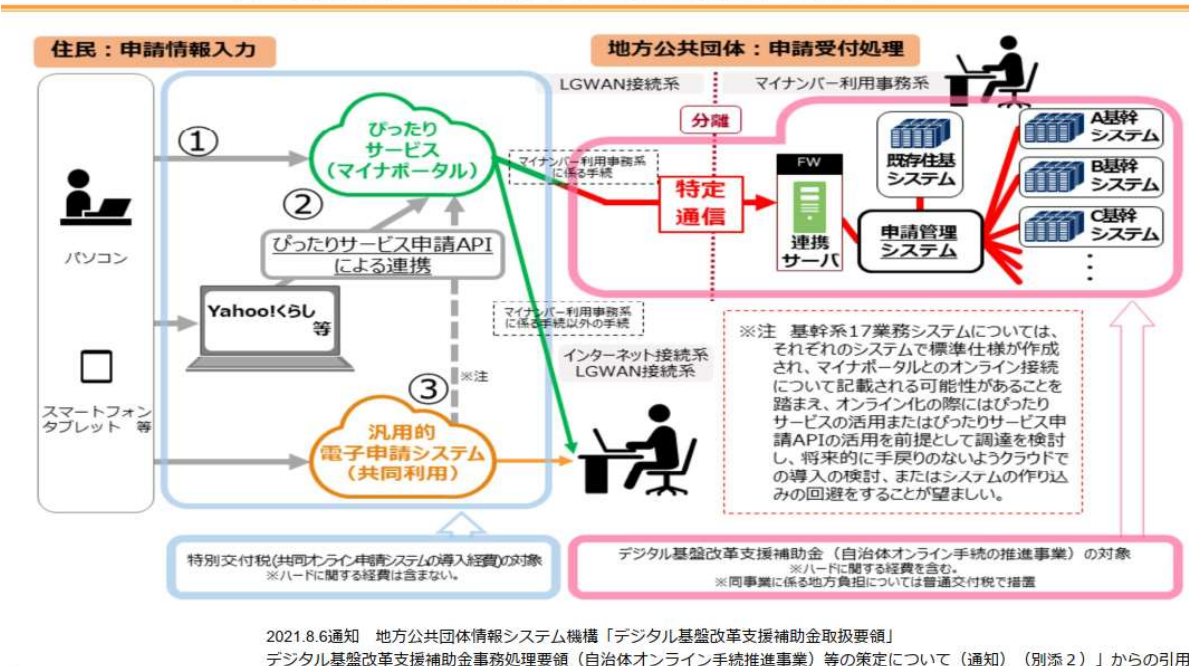 住民：申請情報入力
地方公共団体：申請受付処理
LGWAN接続系
マイナンバー利用事務系
分離
①
ぴったり
サービス
（マイナポータル）
マイナンバー利用事務系
に係る手続
特定
通信
FW
連携
サーバ
既存住基
システム
申請管理
システム
A基幹
システム
B基幹
システム
C基幹
システム
⋮
パソコン
②
ぴったりサービス申請API
による連携
Yahoo!くらし
等
マイナンバー利用事務系
に係る手続以外の手続
インターネット接続系
LGWAN接続系
スマートフォン
タブレット　等
③
※注
汎用的
電子申請システム
（共同利用）
※注　基幹系17業務システムについては、
それぞれのシステムで標準仕様が作成
され、マイナポータルとのオンライン接続
について記載される可能性があることを
踏まえ、オンライン化の際にはぴったり
サービスの活用またはぴったりサービス申
請APIの活用を前提として調達を検討
し、将来的に手戻りのないようクラウドで
の導入の検討、またはシステムの作り込
みの回避をすることが望ましい。
特別交付税(共同オンライン申請システムの導入経費)の対象
※ハードに関する経費は含まない。
デジタル基盤改革支援補助金（自治体オンライン手続の推進事業）の対象
※ハードに関する経費を含む。
※同事業に係る地方負担については普通交付税で措置
2021.8.6通知　地方公共団体情報システム機構「デジタル基盤改革支援補助金取扱要領」
デジタル基盤改革支援補助金事務処理要領（自治体オンライン手続推進事業）等の策定について（通知）（別添２）」からの引用